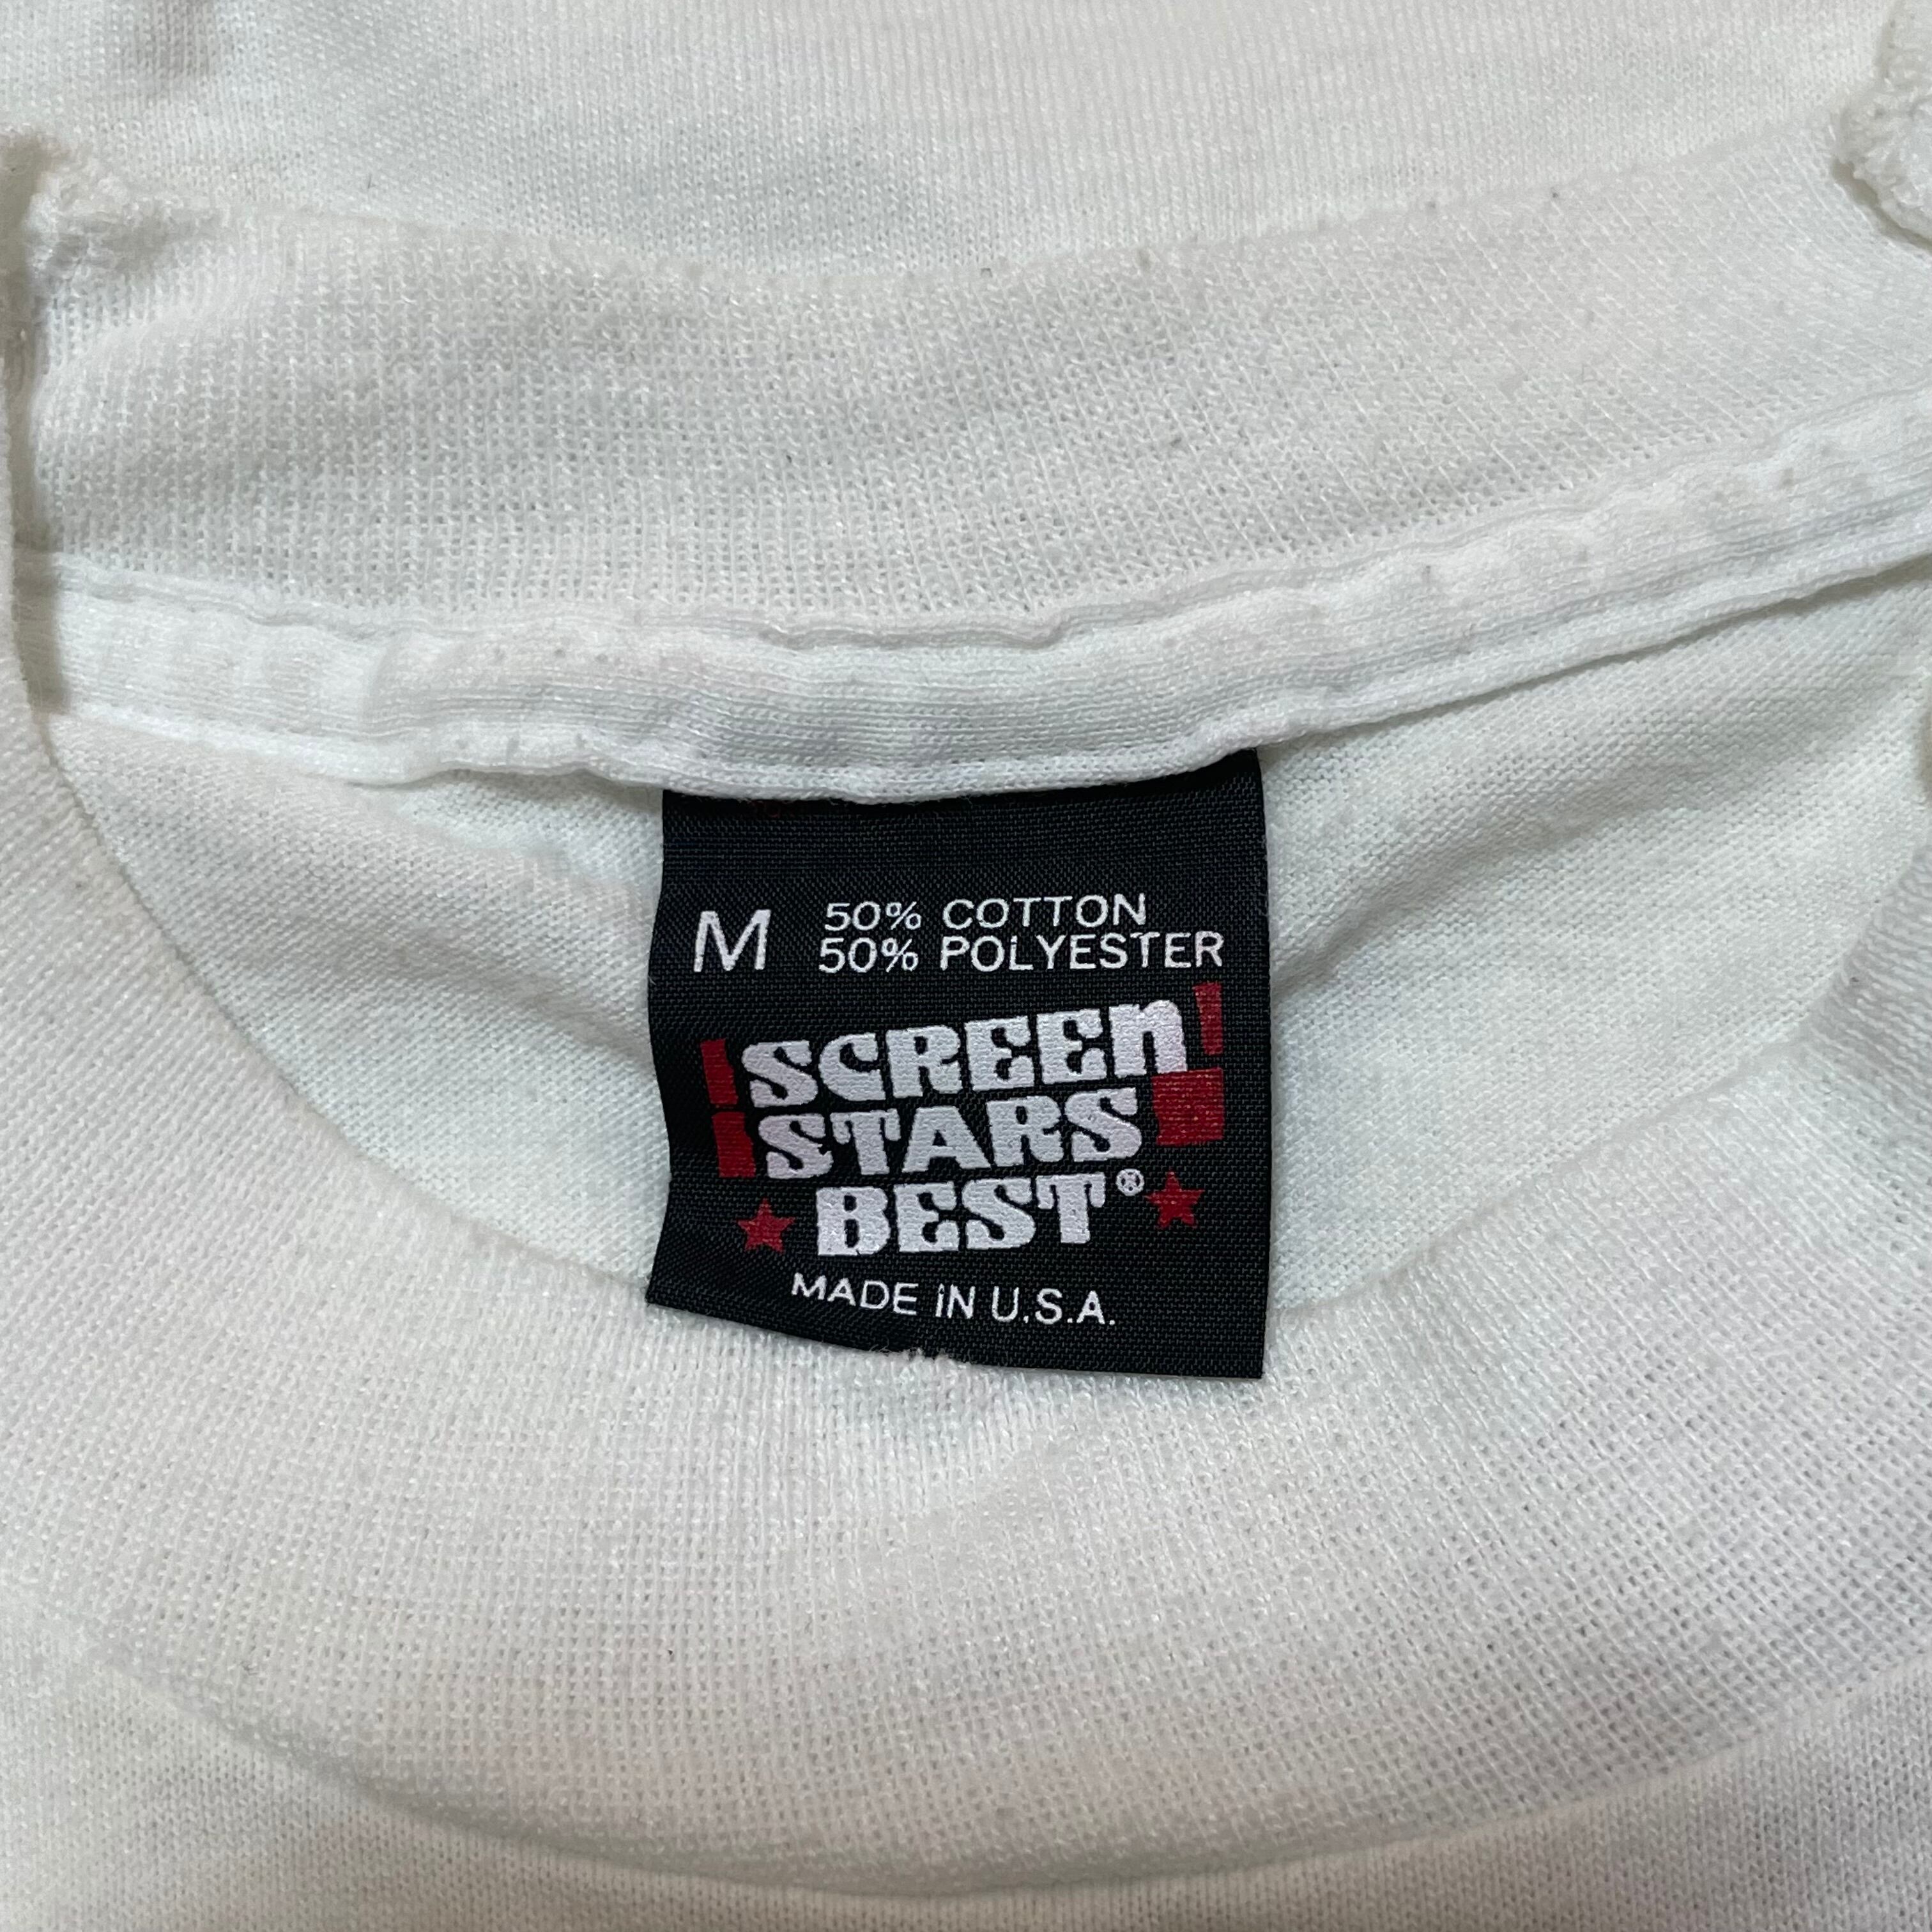 M 50% COTTON
50% POLYESTER
SCREEN
STARS
BEST®
MADE IN U.S.A.